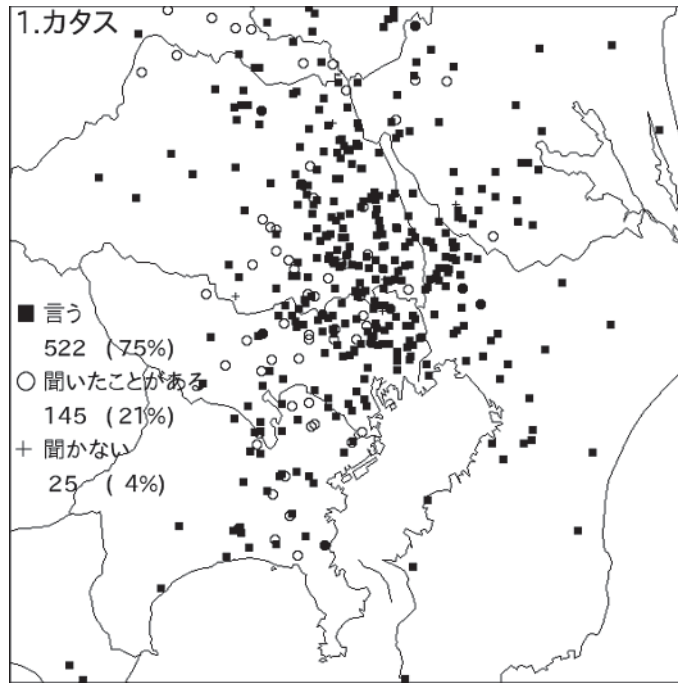 1.カタス
■ 言う
522 (75%)
○ 聞いたことがある
145 (21%)
+ 聞かない
25 ( 4%)